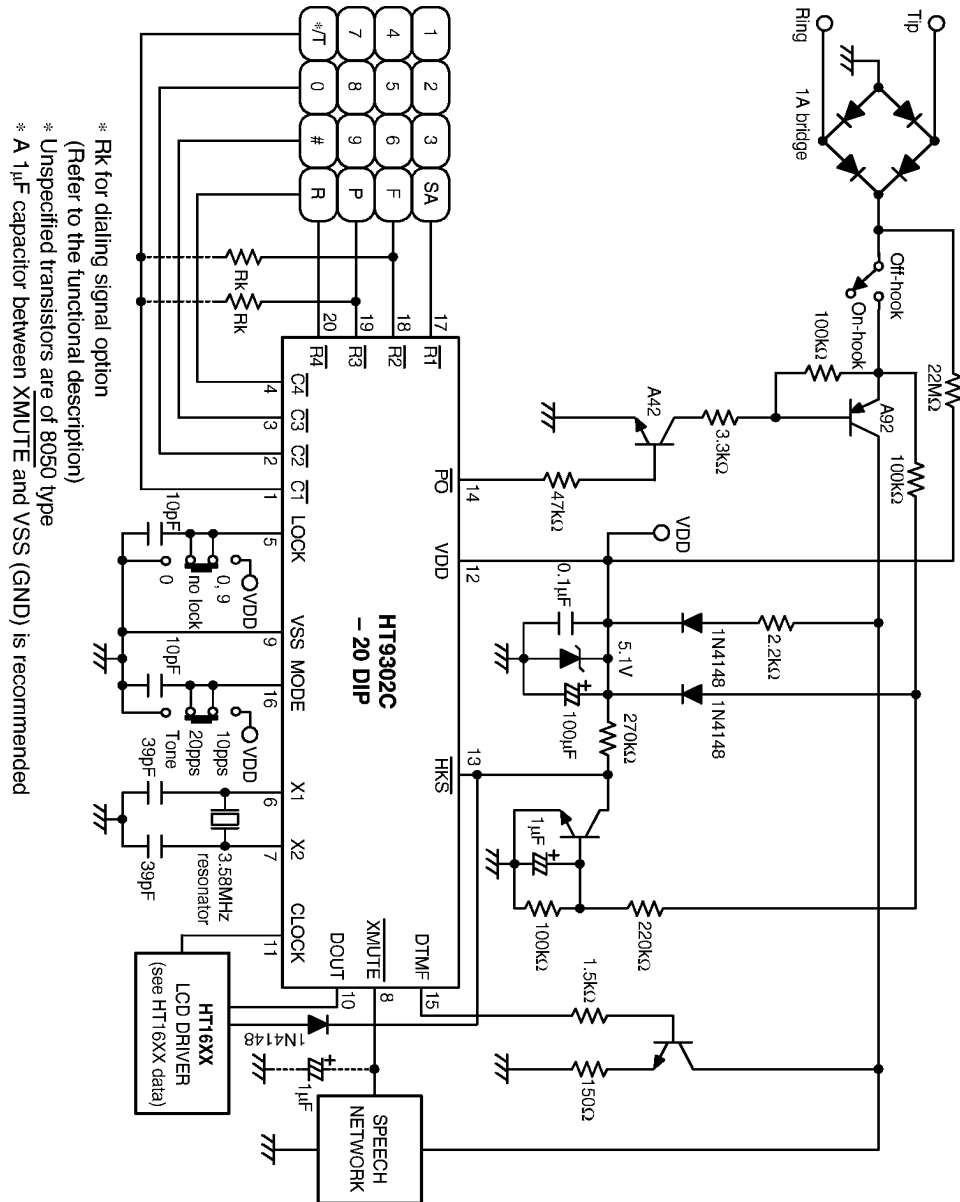 Tip
Ring
1A bridge
Off-hook
On-hook
22MΩ
100kΩ
A92
100kΩ
3.3kΩ
A42
47kΩ
VDD
0.1µF
5.1V
100µF
+
1N4148
2.2kΩ
1N4148
270kΩ
1µF
+
100kΩ
220kΩ
1.5kΩ
150Ω
1 2 3 SA
4 5 6 F
7 8 9 P
*/T 0 # R
Rk
Rk
17 R1
18 R2
19 R3
20 R4
C4 4
C3 3
C2 2
C1 1
PO 14
VDD 12
HKS 13
DTMF 15
XMUTE 8
DOUT 10
CLOCK 11
LOCK 5
VSS 9
MODE 16
X1 6
X2 7
HT9302C
– 20 DIP
10pF
VDD
0, 9
no lock
0
10pF
VDD
10pps
20pps
Tone
39pF
39pF
3.58MHz
resonator
1N4148
1µF
+
HT16XX
LCD DRIVER
(see HT16XX data)
SPEECH
NETWORK
* Rk for dialing signal option
(Refer to the functional description)
* Unspecified transistors are of 8050 type
* A 1µF capacitor between XMUTE and VSS (GND) is recommended